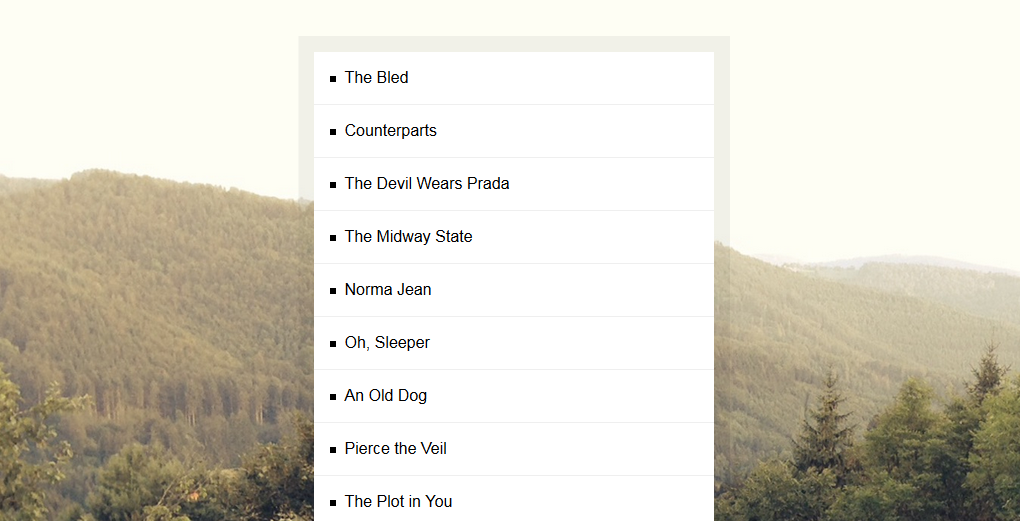 The Bled
Counterparts
The Devil Wears Prada
The Midway State
Norma Jean
Oh, Sleeper
An Old Dog
Pierce the Veil
The Plot in You